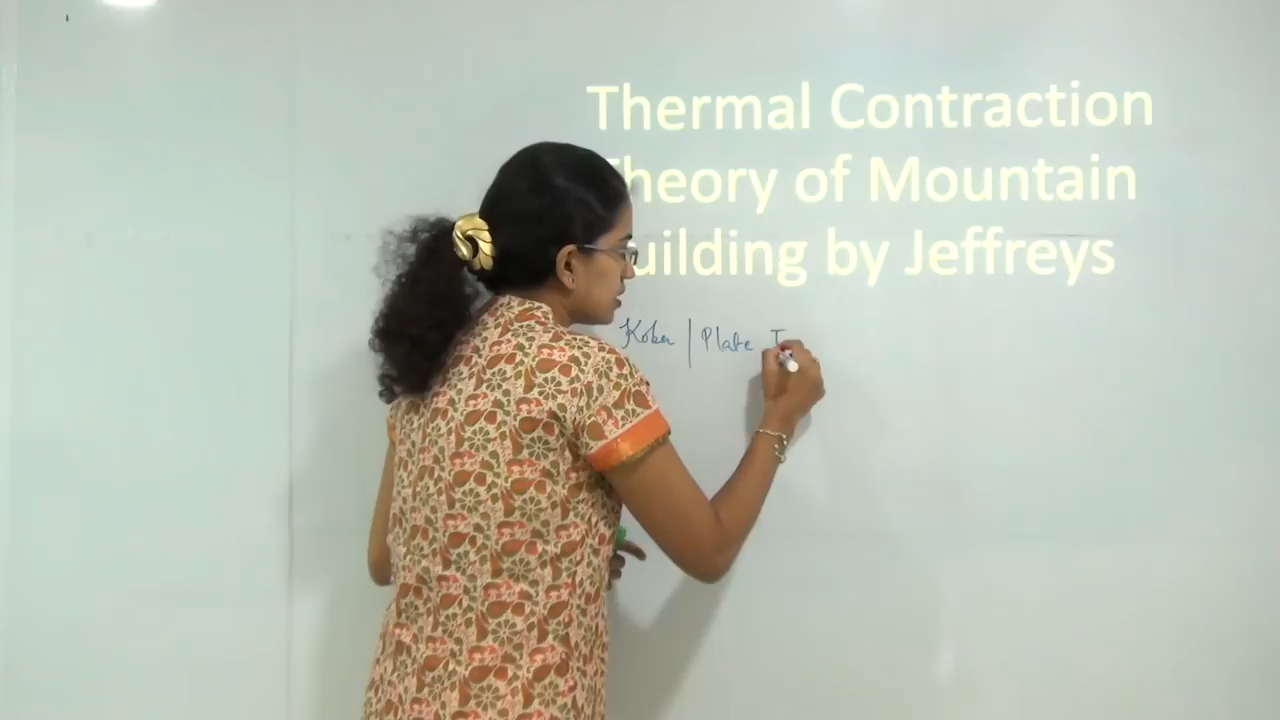 Thermal Contraction
Theory of Mountain
Building by Jeffreys
Kober | Plate T